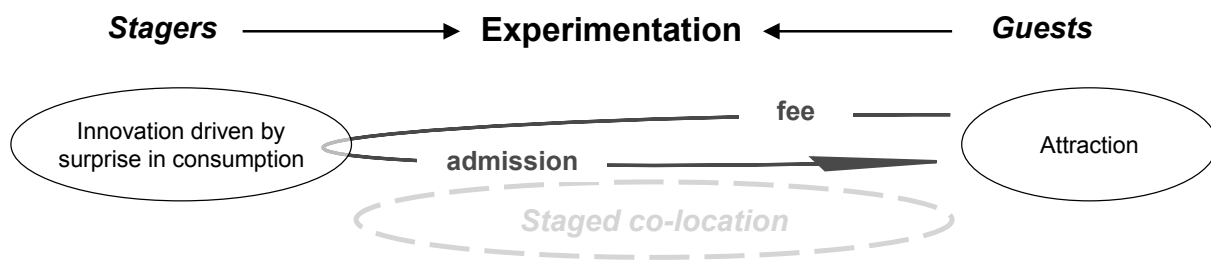 Stagers
Experimentation
Guests
Innovation driven by
surprise in consumption
fee
admission
Attraction
Staged co-location